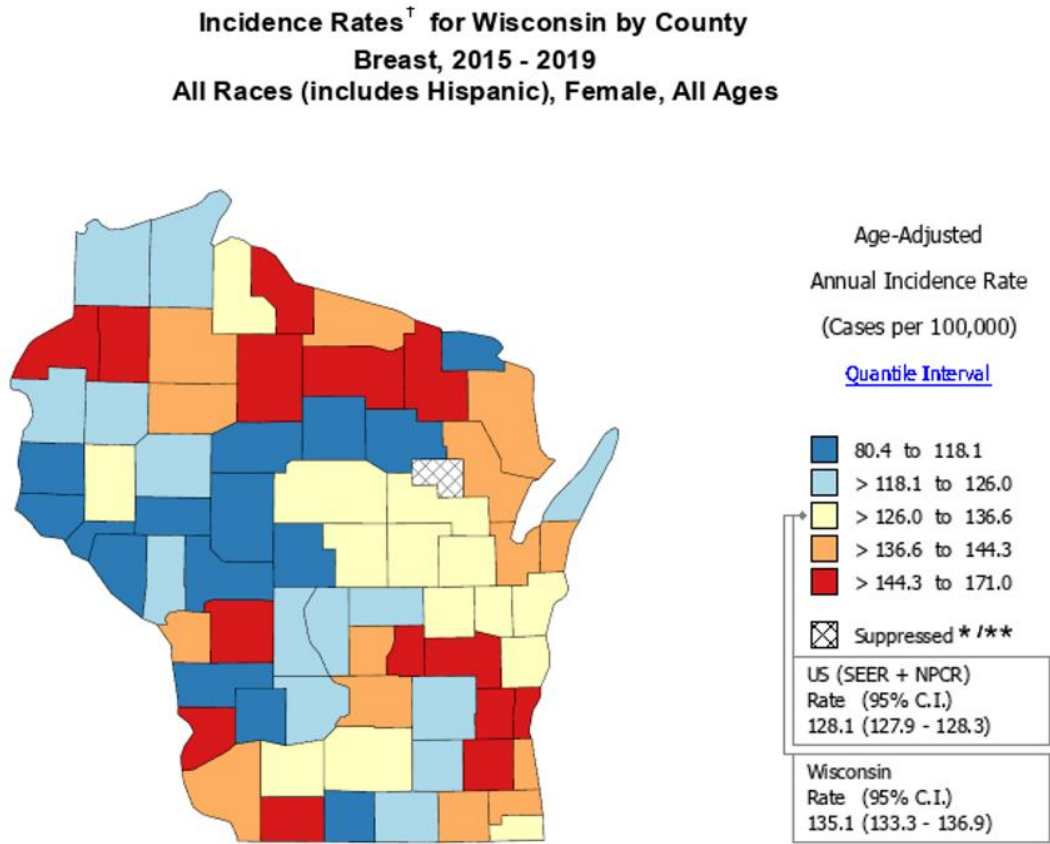 Incidence Rates† for Wisconsin by County
Breast, 2015 - 2019
All Races (includes Hispanic), Female, All Ages
Age-Adjusted
Annual Incidence Rate
(Cases per 100,000)
Quantile Interval
80.4 to 118.1
> 118.1 to 126.0
> 126.0 to 136.6
> 136.6 to 144.3
> 144.3 to 171.0
Suppressed */**
US (SEER + NPCR)
Rate (95% C.I.)
128.1 (127.9 - 128.3)
Wisconsin
Rate (95% C.I.)
135.1 (133.3 - 136.9)